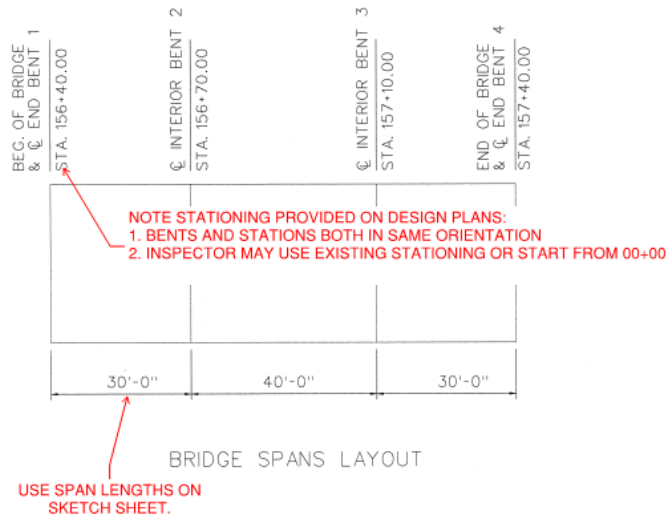 BEG. OF BRIDGE
& ℄ END BENT 1
STA. 156+40.00
℄ INTERIOR BENT 2
STA. 156+70.00
℄ INTERIOR BENT 3
STA. 157+10.00
END OF BRIDGE
& ℄ END BENT 4
STA. 157+40.00
NOTE STATIONING PROVIDED ON DESIGN PLANS:
1. BENTS AND STATIONS BOTH IN SAME ORIENTATION
2. INSPECTOR MAY USE EXISTING STATIONING OR START FROM 00+00
30'-0"
40'-0"
30'-0"
BRIDGE SPANS LAYOUT
USE SPAN LENGTHS ON
SKETCH SHEET.